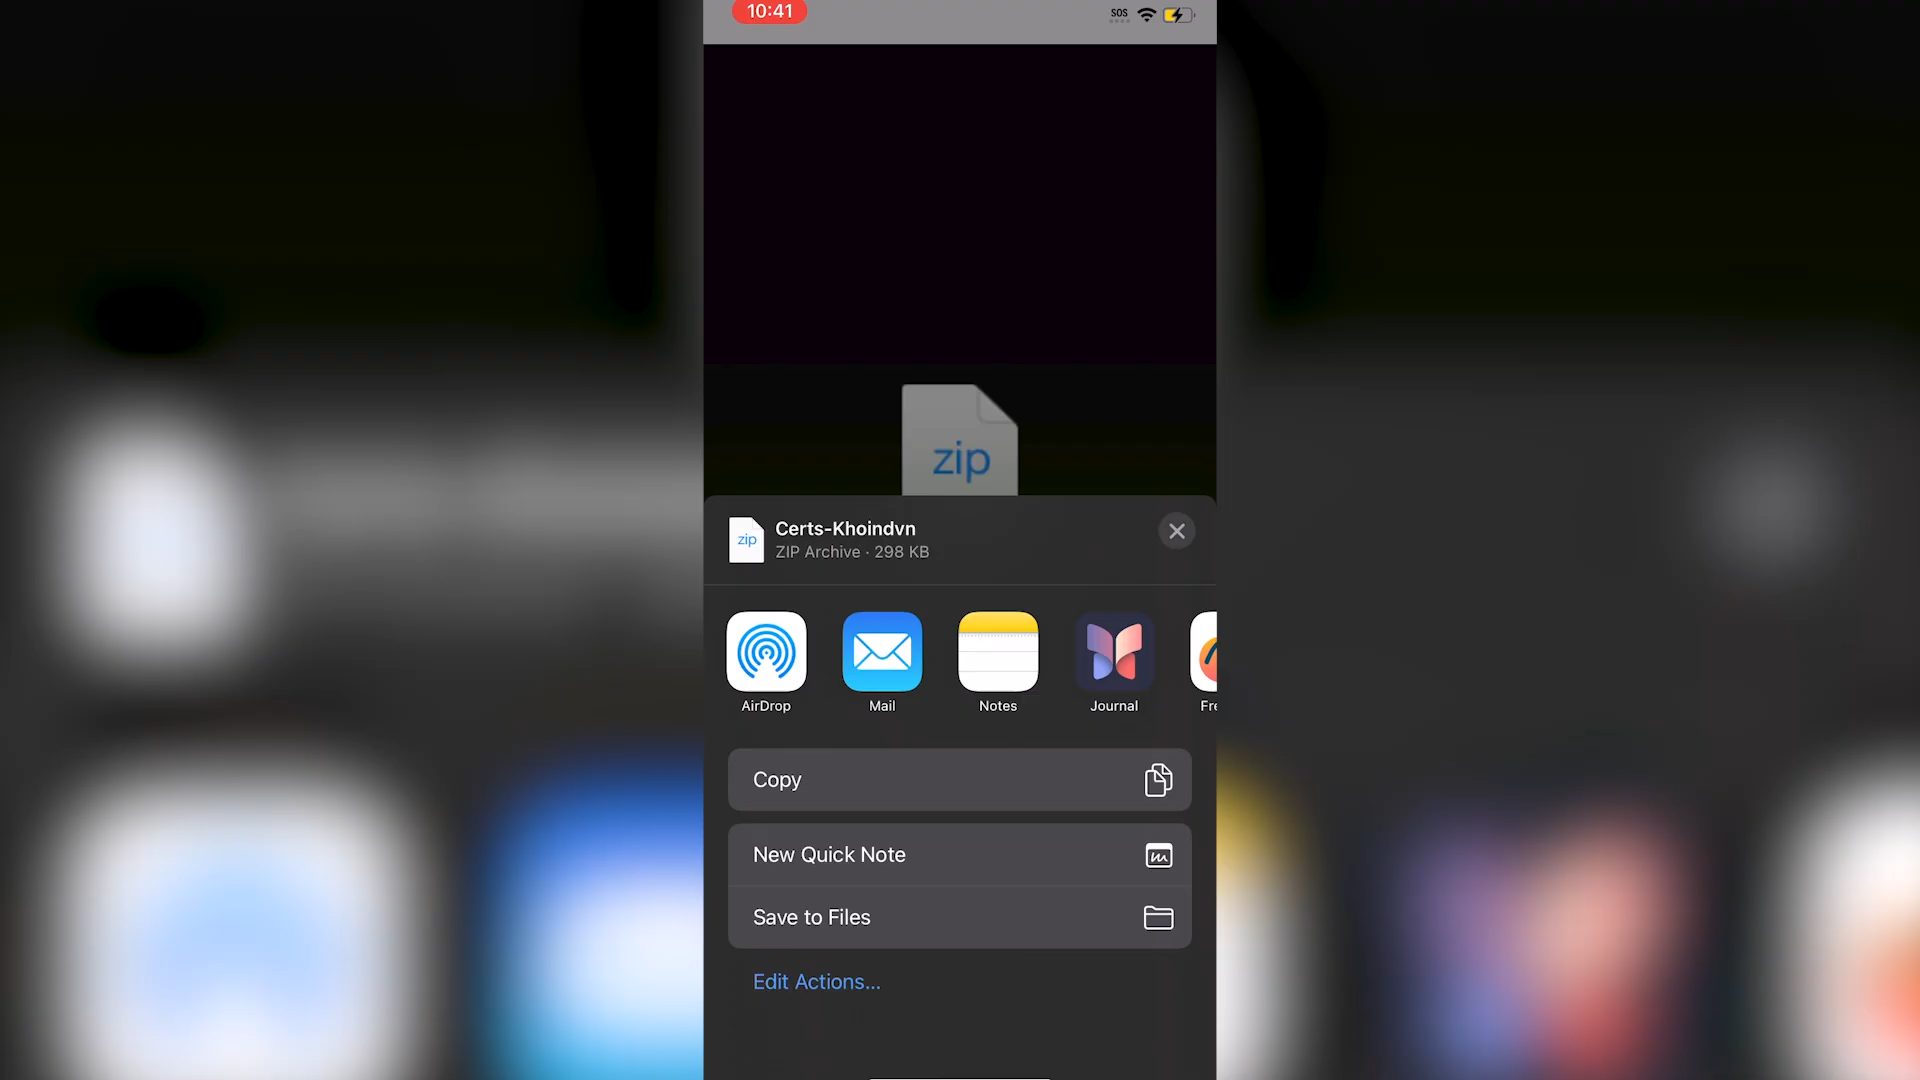 10:41
SOS
zip
zip
Certs-Khoindvn
ZIP Archive · 298 KB
AirDrop
Mail
Notes
Journal
Fre
Copy
New Quick Note
Save to Files
Edit Actions...